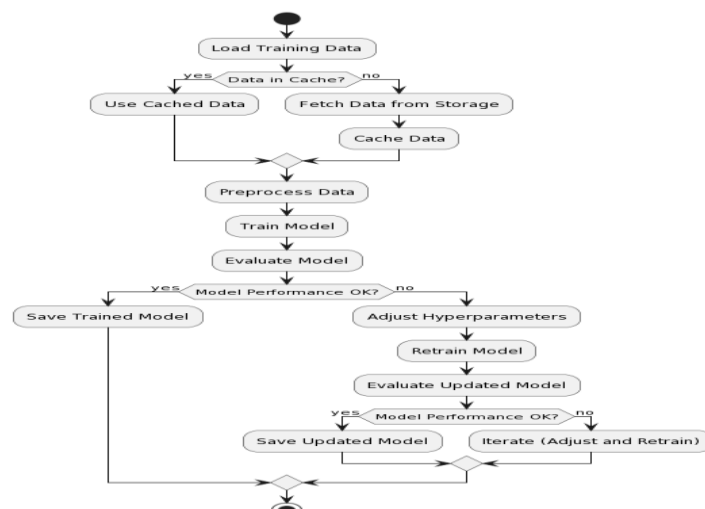 Load Training Data
yes
Data in Cache?
no
Use Cached Data
Fetch Data from Storage
Cache Data
Preprocess Data
Train Model
Evaluate Model
yes
Model Performance OK?
no
Save Trained Model
Adjust Hyperparameters
Retrain Model
Evaluate Updated Model
yes
Model Performance OK?
no
Save Updated Model
Iterate (Adjust and Retrain)